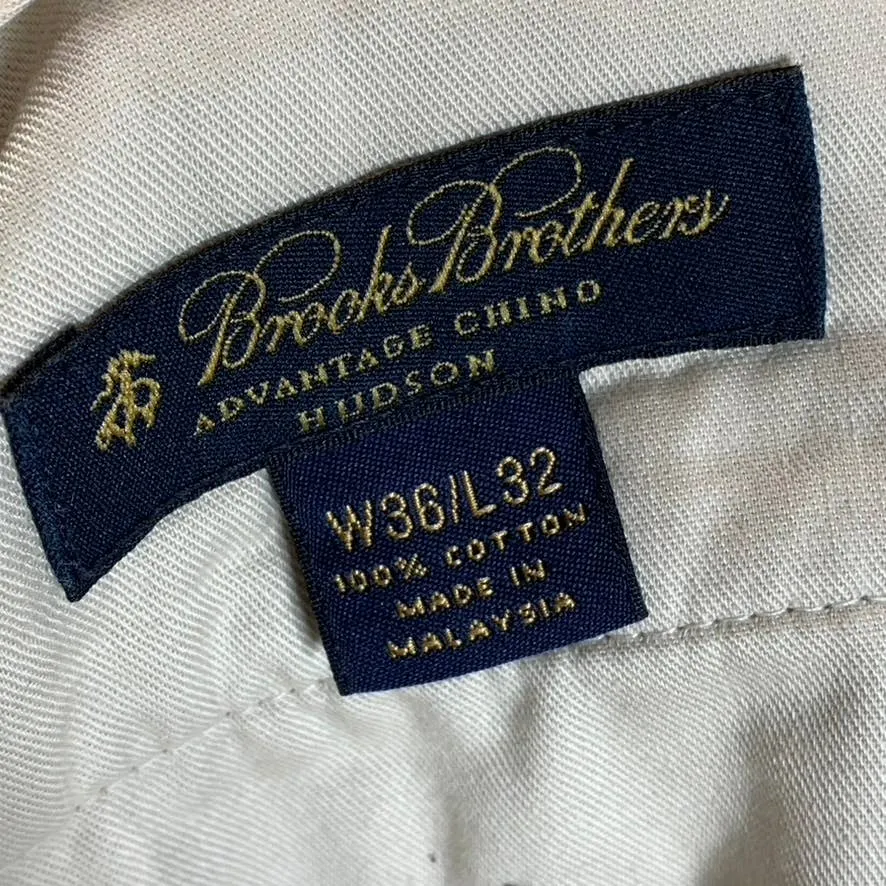 Brooks Brothers
ADVANTAGE CHINO
HUDSON
W36/L32
100% COTTON
MADE IN
MALAYSIA